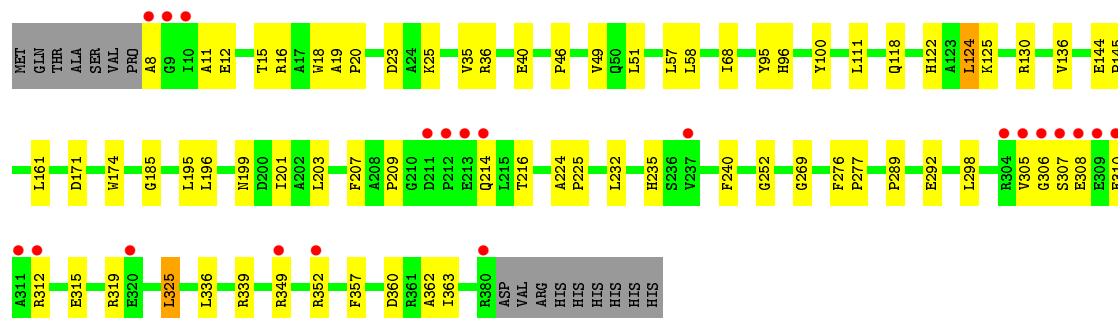 MET GLN THR ALA SER VAL PRO A8 G9 I10 A11 E12 T15 R16 A17 W18 A19 P20 D23 A24 K25 V35 R36 E40 P46 V49 Q50 L51 L57 L58 I68 Y95 H96 Y100 L111 Q118 H122 A123 L124 K125 R130 V136 E144 P145
L161 D171 W174 G185 L195 L196 N199 D200 I201 A202 L203 F207 A208 P209 G210 D211 P212 E213 Q214 L215 T216 A224 P225 L232 H235 S236 V237 F240 G252 G269 F276 P277 P289 E292 L298 R304 V305 G306 S307 E308 E309
A311 R312 E315 R319 E320 L325 L336 R339 R349 R352 F357 D360 R361 A362 I363 R380 ASP VAL ARG HIS HIS HIS HIS HIS HIS